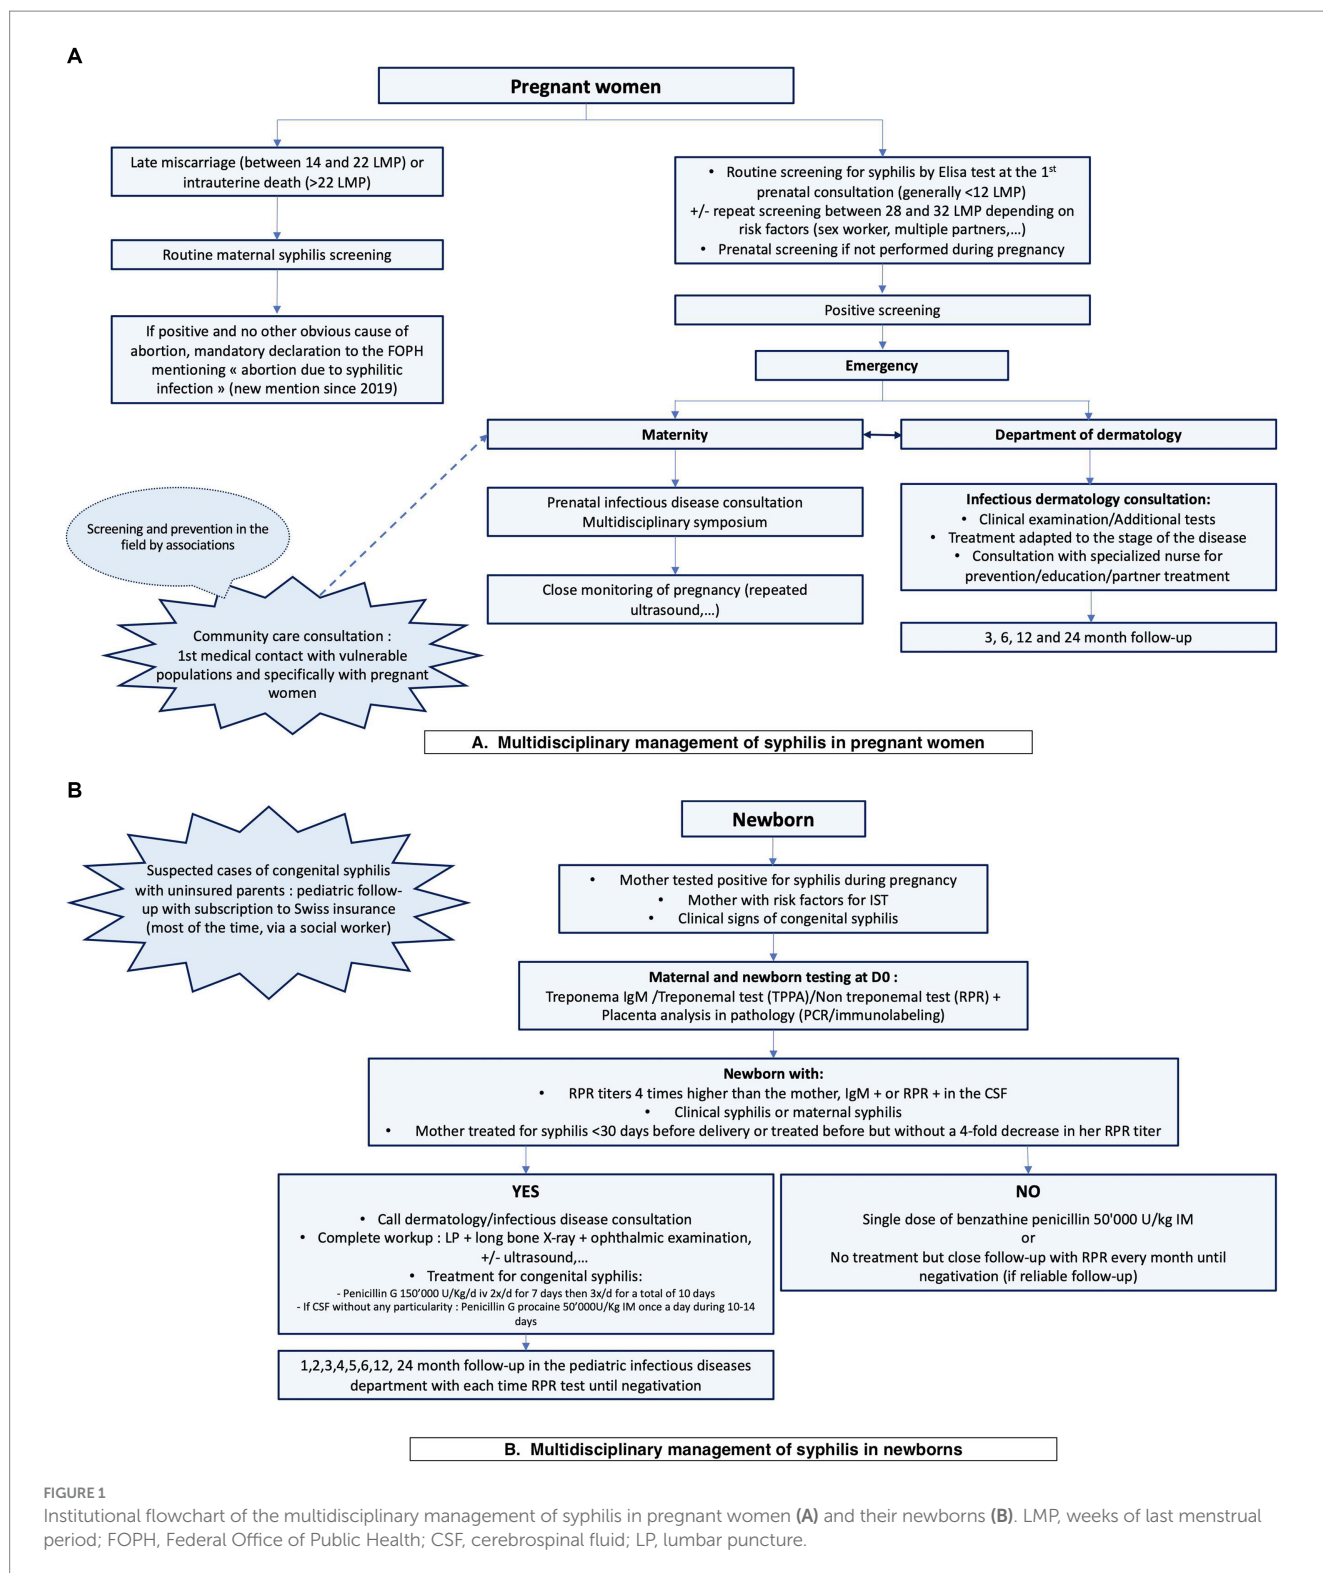 A
Pregnant women
Late miscarriage (between 14 and 22 LMP) or
intrauterine death (>22 LMP)
Routine maternal syphilis screening
If positive and no other obvious cause of
abortion, mandatory declaration to the FOPH
mentioning « abortion due to syphilitic
infection » (new mention since 2019)
• Routine screening for syphilis by Elisa test at the 1st
prenatal consultation (generally <12 LMP)
+/- repeat screening between 28 and 32 LMP depending on
risk factors (sex worker, multiple partners,...)
• Prenatal screening if not performed during pregnancy
Positive screening
Emergency
Maternity
Department of dermatology
Prenatal infectious disease consultation
Multidisciplinary symposium
Close monitoring of pregnancy (repeated
ultrasound,...)
Infectious dermatology consultation:
• Clinical examination/Additional tests
• Treatment adapted to the stage of the disease
• Consultation with specialized nurse for
prevention/education/partner treatment
3, 6, 12 and 24 month follow-up
Screening and prevention in the
field by associations
Community care consultation :
1st medical contact with vulnerable
populations and specifically with pregnant
women
A. Multidisciplinary management of syphilis in pregnant women
B
Suspected cases of congenital syphilis
with uninsured parents : pediatric follow-
up with subscription to Swiss insurance
(most of the time, via a social worker)
Newborn
• Mother tested positive for syphilis during pregnancy
• Mother with risk factors for IST
• Clinical signs of congenital syphilis
Maternal and newborn testing at D0 :
Treponema IgM /Treponemal test (TPPA)/Non treponemal test (RPR) +
Placenta analysis in pathology (PCR/immunolabeling)
Newborn with:
• RPR titers 4 times higher than the mother, IgM + or RPR + in the CSF
• Clinical syphilis or maternal syphilis
• Mother treated for syphilis <30 days before delivery or treated before but without a 4-fold decrease in her RPR titer
YES
• Call dermatology/infectious disease consultation
• Complete workup : LP + long bone X-ray + ophthalmic examination,
+/- ultrasound,...
• Treatment for congenital syphilis:
- Penicillin G 150’000 U/Kg/d iv 2x/d for 7 days then 3x/d for a total of 10 days
- If CSF without any particularity : Penicillin G procaine 50’000U/Kg IM once a day during 10-14
days
NO
Single dose of benzathine penicillin 50'000 U/kg IM
or
No treatment but close follow-up with RPR every month until
negativation (if reliable follow-up)
1,2,3,4,5,6,12, 24 month follow-up in the pediatric infectious diseases
department with each time RPR test until negativation
B. Multidisciplinary management of syphilis in newborns
FIGURE 1
Institutional flowchart of the multidisciplinary management of syphilis in pregnant women (A) and their newborns (B). LMP, weeks of last menstrual
period; FOPH, Federal Office of Public Health; CSF, cerebrospinal fluid; LP, lumbar puncture.